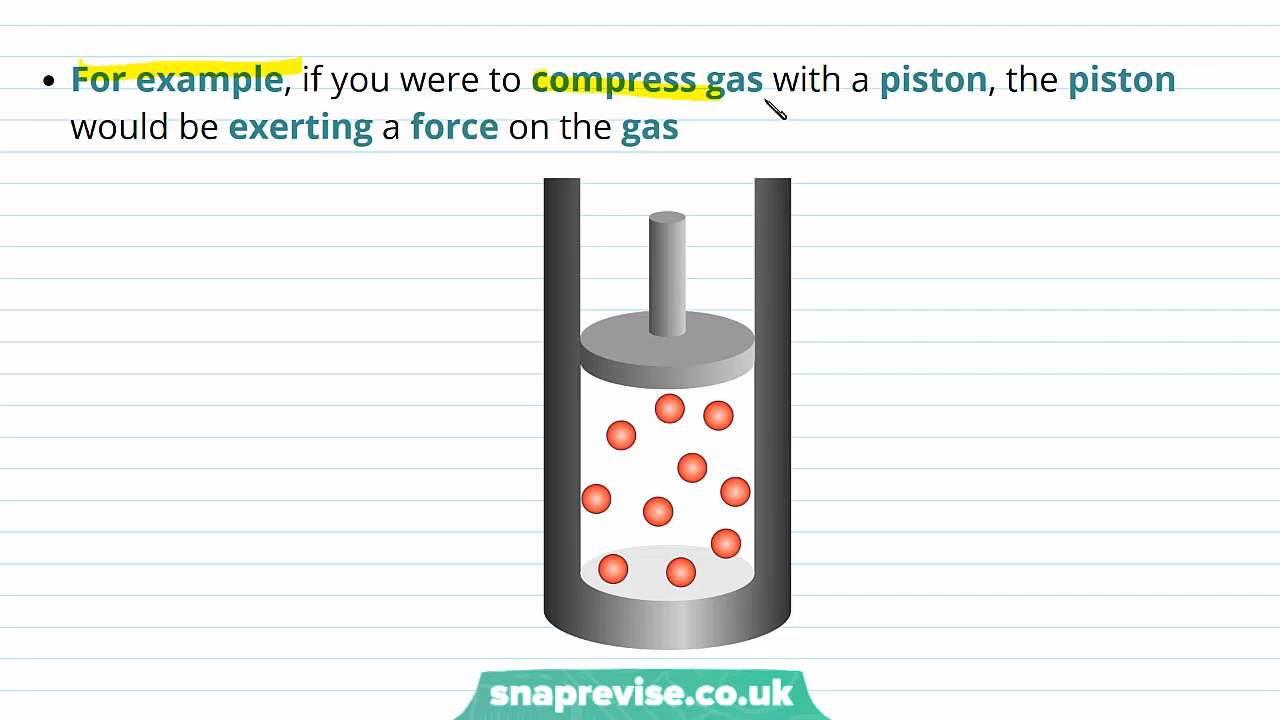 • For example, if you were to compress gas with a piston, the piston
would be exerting a force on the gas
snaprevise.co.uk